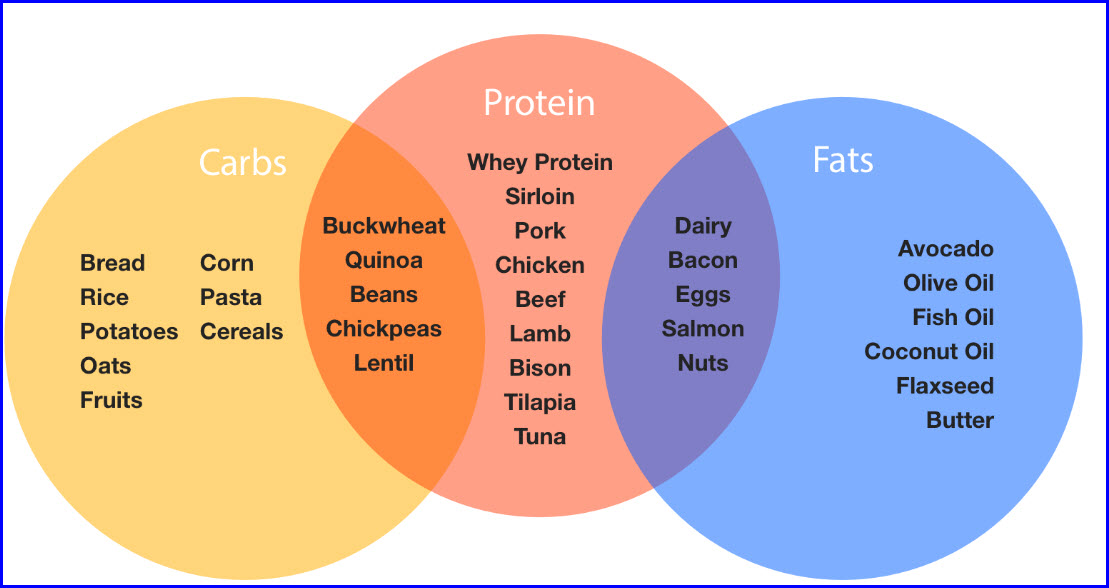 Carbs
Bread
Rice
Potatoes
Oats
Fruits
Corn
Pasta
Cereals
Buckwheat
Quinoa
Beans
Chickpeas
Lentil
Protein
Whey Protein
Sirloin
Pork
Chicken
Beef
Lamb
Bison
Tilapia
Tuna
Dairy
Bacon
Eggs
Salmon
Nuts
Fats
Avocado
Olive Oil
Fish Oil
Coconut Oil
Flaxseed
Butter